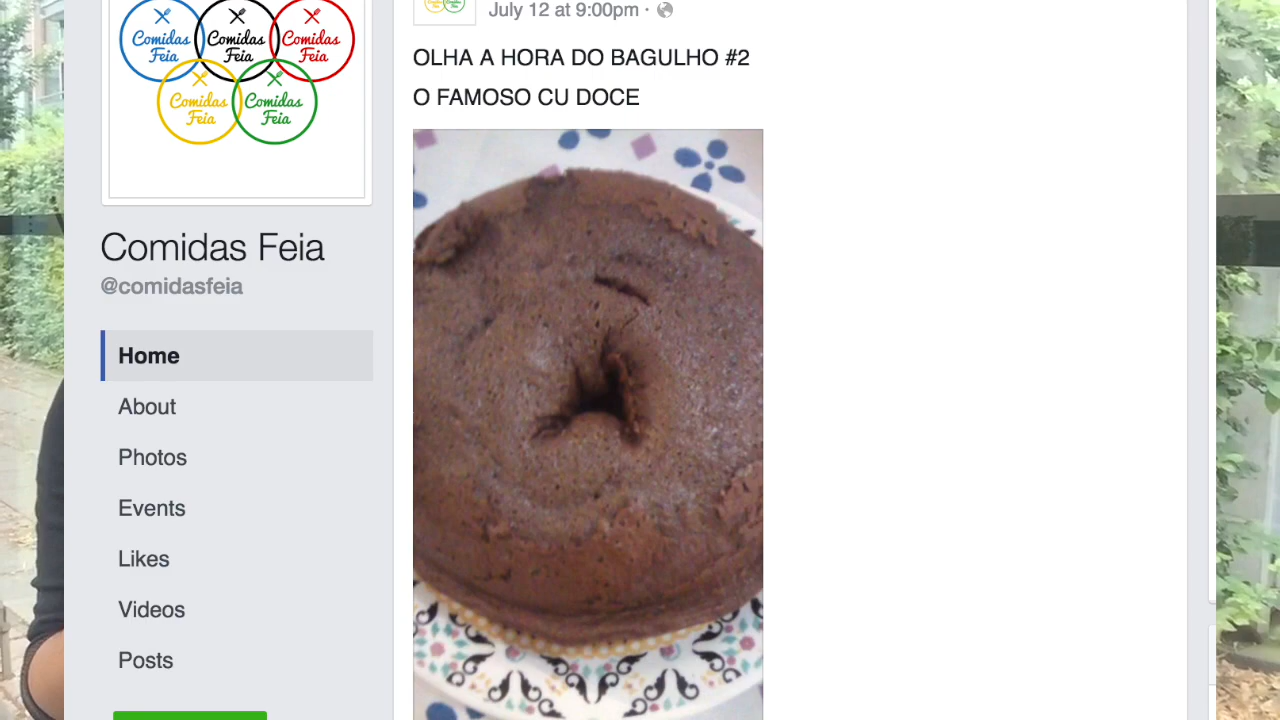 Comidas Feia
Comidas Feia
Comidas Feia
Comidas Feia
Comidas Feia
Comidas Feia
@comidasfeia
Home
About
Photos
Events
Likes
Videos
Posts
July 12 at 9:00pm ·
OLHA A HORA DO BAGULHO #2
O FAMOSO CU DOCE